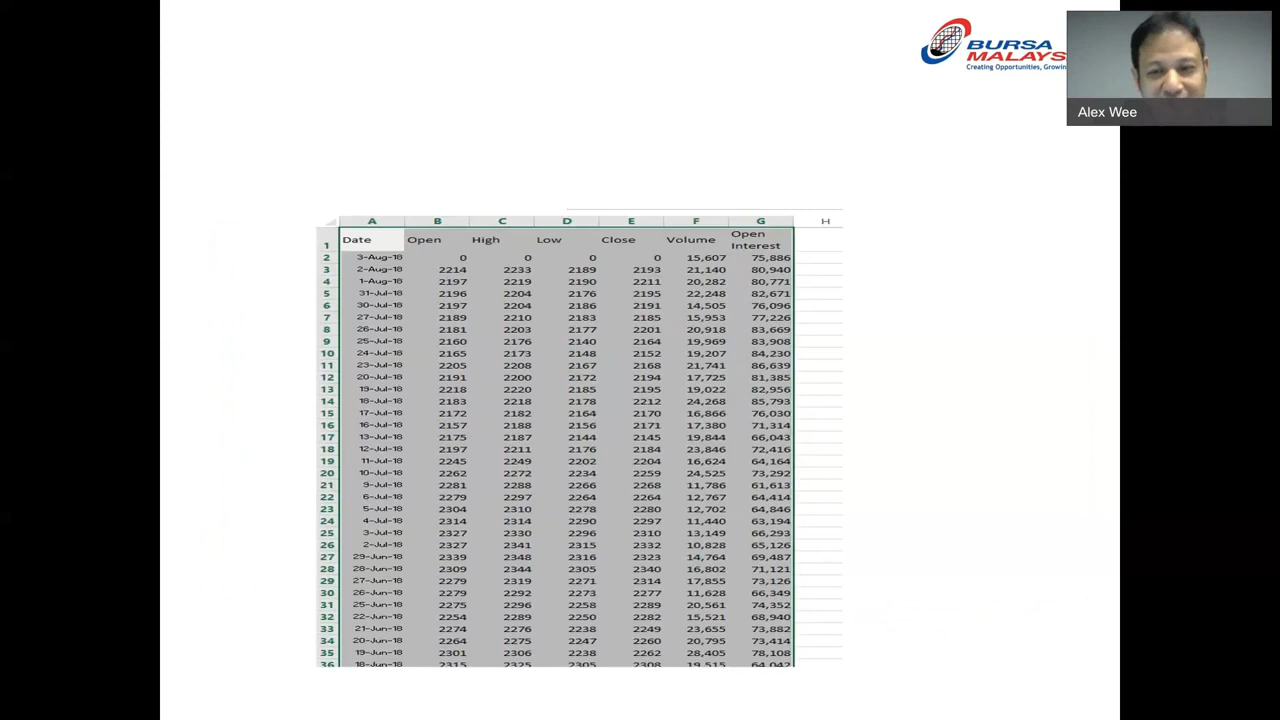 BURSA
MALAYS
Creating Opportunities, Growin
Alex Wee
A B C D E F G H
1 Date Open High Low Close Volume Open Interest
2 3-Aug-18 0 0 0 0 15,607 75,886
3 2-Aug-18 2214 2233 2189 2193 21,140 80,940
4 1-Aug-18 2197 2219 2190 2211 20,282 80,771
5 31-Jul-18 2196 2204 2176 2195 22,248 82,671
6 30-Jul-18 2197 2204 2186 2191 14,505 76,096
7 27-Jul-18 2189 2210 2183 2185 15,953 77,226
8 26-Jul-18 2181 2203 2177 2201 20,918 83,669
9 25-Jul-18 2160 2176 2140 2164 19,969 83,908
10 24-Jul-18 2165 2173 2148 2152 19,207 84,230
11 23-Jul-18 2205 2208 2167 2168 21,741 86,639
12 20-Jul-18 2191 2200 2172 2194 17,725 81,385
13 19-Jul-18 2218 2220 2185 2195 19,022 82,956
14 18-Jul-18 2183 2218 2178 2212 24,268 85,793
15 17-Jul-18 2172 2182 2164 2170 16,866 76,030
16 16-Jul-18 2157 2188 2156 2171 17,380 71,314
17 13-Jul-18 2175 2187 2144 2145 19,844 66,043
18 12-Jul-18 2197 2211 2176 2184 23,846 72,416
19 11-Jul-18 2245 2249 2202 2204 16,624 64,164
20 10-Jul-18 2262 2272 2234 2259 24,525 73,292
21 9-Jul-18 2281 2288 2266 2268 11,786 61,613
22 6-Jul-18 2279 2297 2264 2264 12,767 64,414
23 5-Jul-18 2304 2310 2278 2280 12,702 64,846
24 4-Jul-18 2314 2314 2290 2297 11,440 63,194
25 3-Jul-18 2327 2330 2296 2310 13,149 66,293
26 2-Jul-18 2327 2341 2315 2332 10,828 65,126
27 29-Jun-18 2339 2348 2316 2323 14,764 69,487
28 28-Jun-18 2309 2344 2305 2340 16,802 71,121
29 27-Jun-18 2279 2319 2271 2314 17,855 73,126
30 26-Jun-18 2279 2292 2273 2277 11,628 66,349
31 25-Jun-18 2275 2296 2258 2289 20,561 74,352
32 22-Jun-18 2254 2289 2250 2282 15,521 68,940
33 21-Jun-18 2274 2276 2238 2249 23,655 73,882
34 20-Jun-18 2264 2275 2247 2260 20,795 73,414
35 19-Jun-18 2301 2306 2238 2262 28,405 78,108
36 18-Jun-18 2315 2325 2305 2308 19,515 64,042